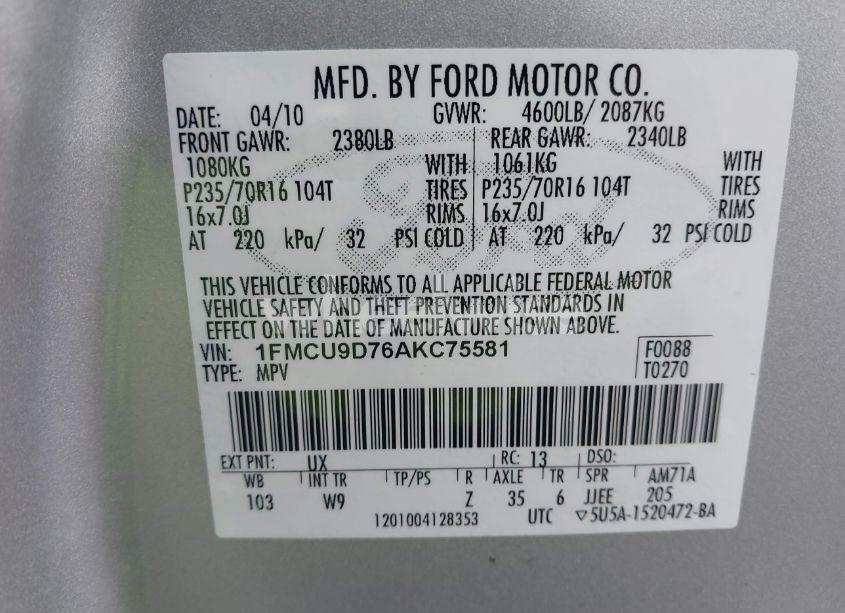 MFD. BY FORD MOTOR CO.
DATE: 04/10 GVWR: 4600LB/ 2087KG
FRONT GAWR: 2380LB REAR GAWR: 2340LB
1080KG WITH 1061KG WITH
P235/70R16 104T TIRES P235/70R16 104T TIRES
16x7.0J RIMS 16x7.0J RIMS
AT 220 kPa/ 32 PSI COLD AT 220 kPa/ 32 PSI COLD
THIS VEHICLE CONFORMS TO ALL APPLICABLE FEDERAL MOTOR
VEHICLE SAFETY AND THEFT PREVENTION STANDARDS IN
EFFECT ON THE DATE OF MANUFACTURE SHOWN ABOVE.
VIN: 1FMCU9D76AKC75581 F0088
TYPE: MPV T0270
EXT PNT: UX RC: 13 DSO:
WB INT TR TP/PS R AXLE TR SPR AM71A
103 W9 Z 35 6 JJEE 205
1201004128353 UTC ▽5U5A-1520472-BA